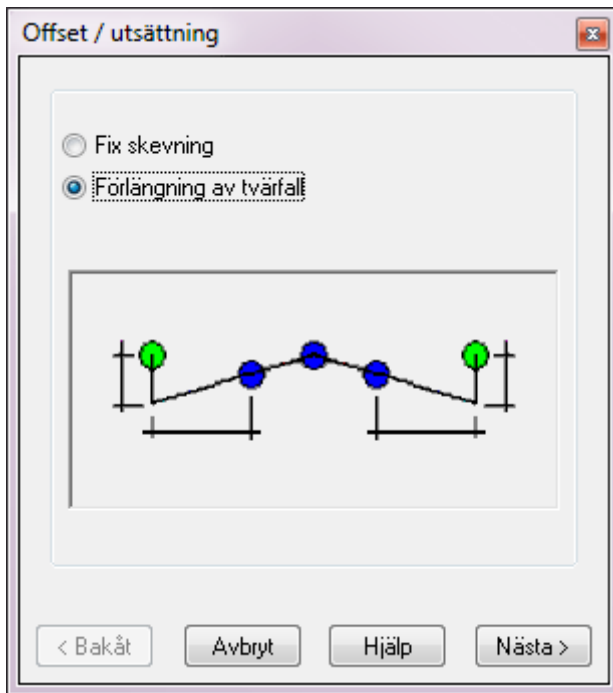 Offset / utsättning
Fix skevning
Förlängning av tvärfall
< Bakåt Avbryt Hjälp Nästa >